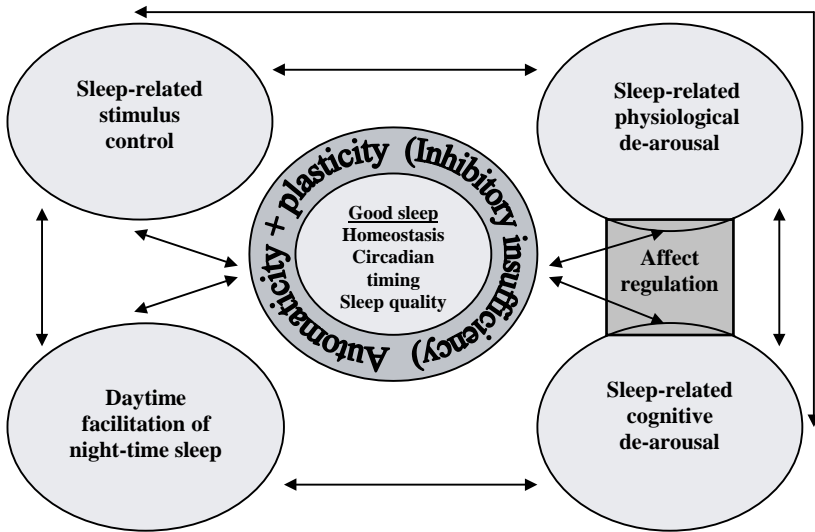 Sleep-related
stimulus
control
Sleep-related
physiological
de-arousal
Automaticity + plasticity (Inhibitory insufficiency)
Good sleep
Homeostasis
Circadian
timing
Sleep quality
Affect
regulation
Daytime
facilitation of
night-time sleep
Sleep-related
cognitive
de-arousal